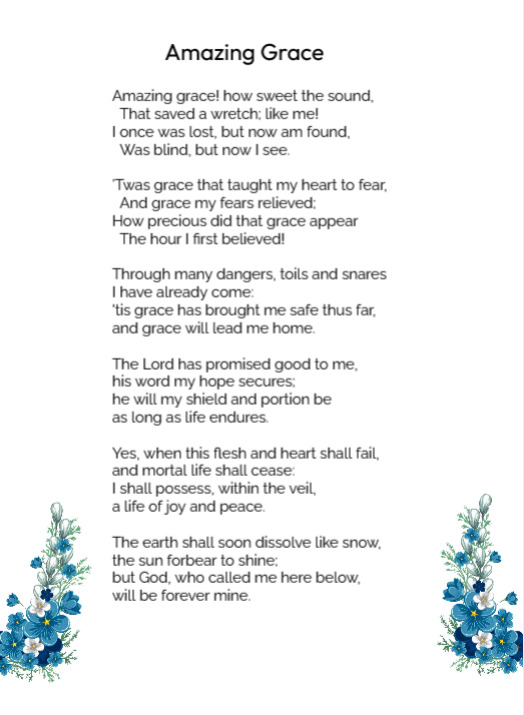 Amazing Grace
Amazing grace! how sweet the sound,
That saved a wretch; like me!
I once was lost, but now am found,
Was blind, but now I see.
'Twas grace that taught my heart to fear,
And grace my fears relieved;
How precious did that grace appear
The hour I first believed!
Through many dangers, toils and snares
I have already come:
'tis grace has brought me safe thus far,
and grace will lead me home.
The Lord has promised good to me,
his word my hope secures;
he will my shield and portion be
as long as life endures.
Yes, when this flesh and heart shall fail,
and mortal life shall cease:
I shall possess, within the veil,
a life of joy and peace.
The earth shall soon dissolve like snow,
the sun forbear to shine;
but God, who called me here below,
will be forever mine.